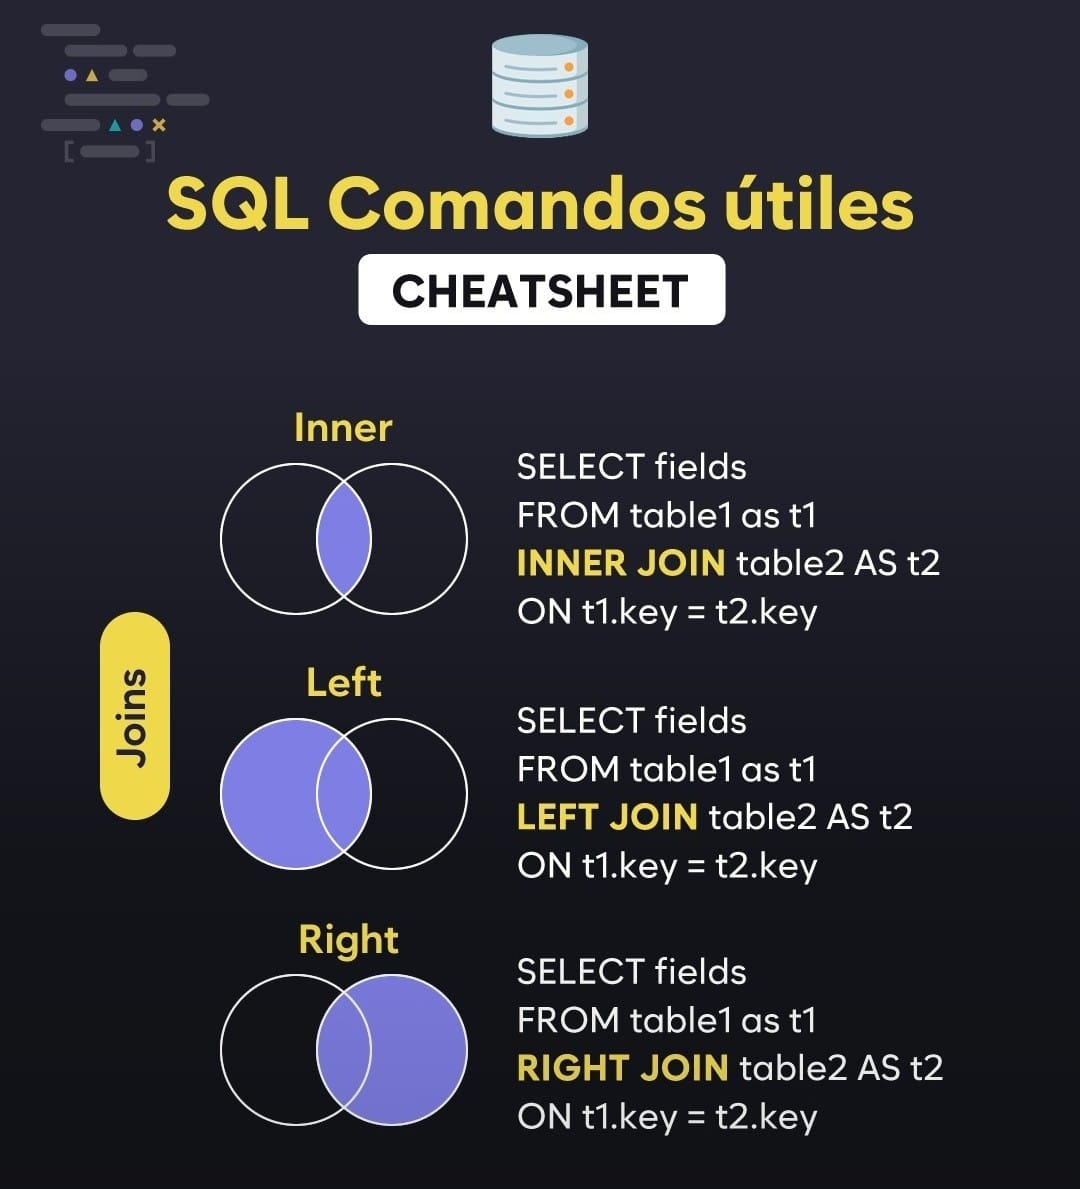 SQL Comandos útiles
CHEATSHEET
Joins
Inner
SELECT fields
FROM table1 as t1
INNER JOIN table2 AS t2
ON t1.key = t2.key
Left
SELECT fields
FROM table1 as t1
LEFT JOIN table2 AS t2
ON t1.key = t2.key
Right
SELECT fields
FROM table1 as t1
RIGHT JOIN table2 AS t2
ON t1.key = t2.key